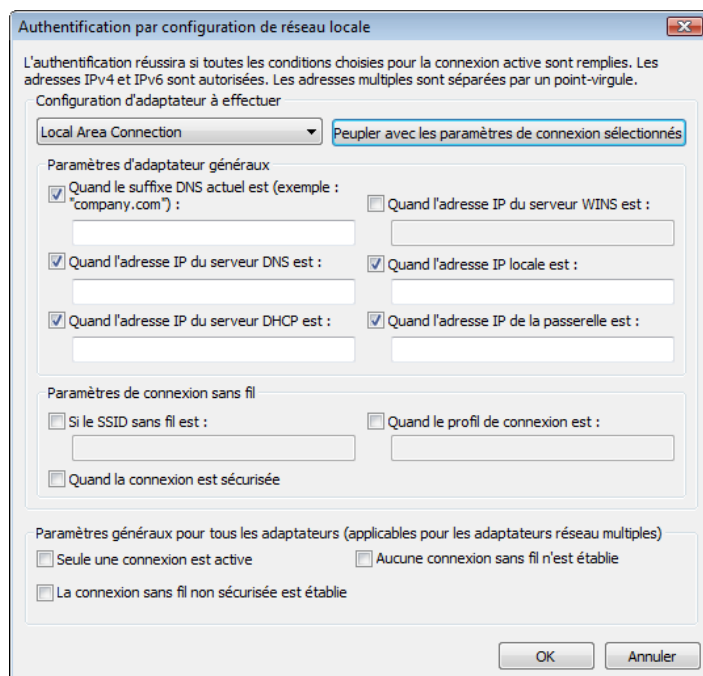 Authentification par configuration de réseau locale
L'authentification réussira si toutes les conditions choisies pour la connexion active sont remplies. Les
adresses IPv4 et IPv6 sont autorisées. Les adresses multiples sont séparées par un point-virgule.
Configuration d'adaptateur à effectuer
Local Area Connection
Peupler avec les paramètres de connexion sélectionnés
Paramètres d'adaptateur généraux
Quand le suffixe DNS actuel est (exemple :
"company.com") :
Quand l'adresse IP du serveur WINS est :
Quand l'adresse IP du serveur DNS est :
Quand l'adresse IP locale est :
Quand l'adresse IP du serveur DHCP est :
Quand l'adresse IP de la passerelle est :
Paramètres de connexion sans fil
Si le SSID sans fil est :
Quand le profil de connexion est :
Quand la connexion est sécurisée
Paramètres généraux pour tous les adaptateurs (applicables pour les adaptateurs réseau multiples)
Seule une connexion est active
Aucune connexion sans fil n'est établie
La connexion sans fil non sécurisée est établie
OK
Annuler